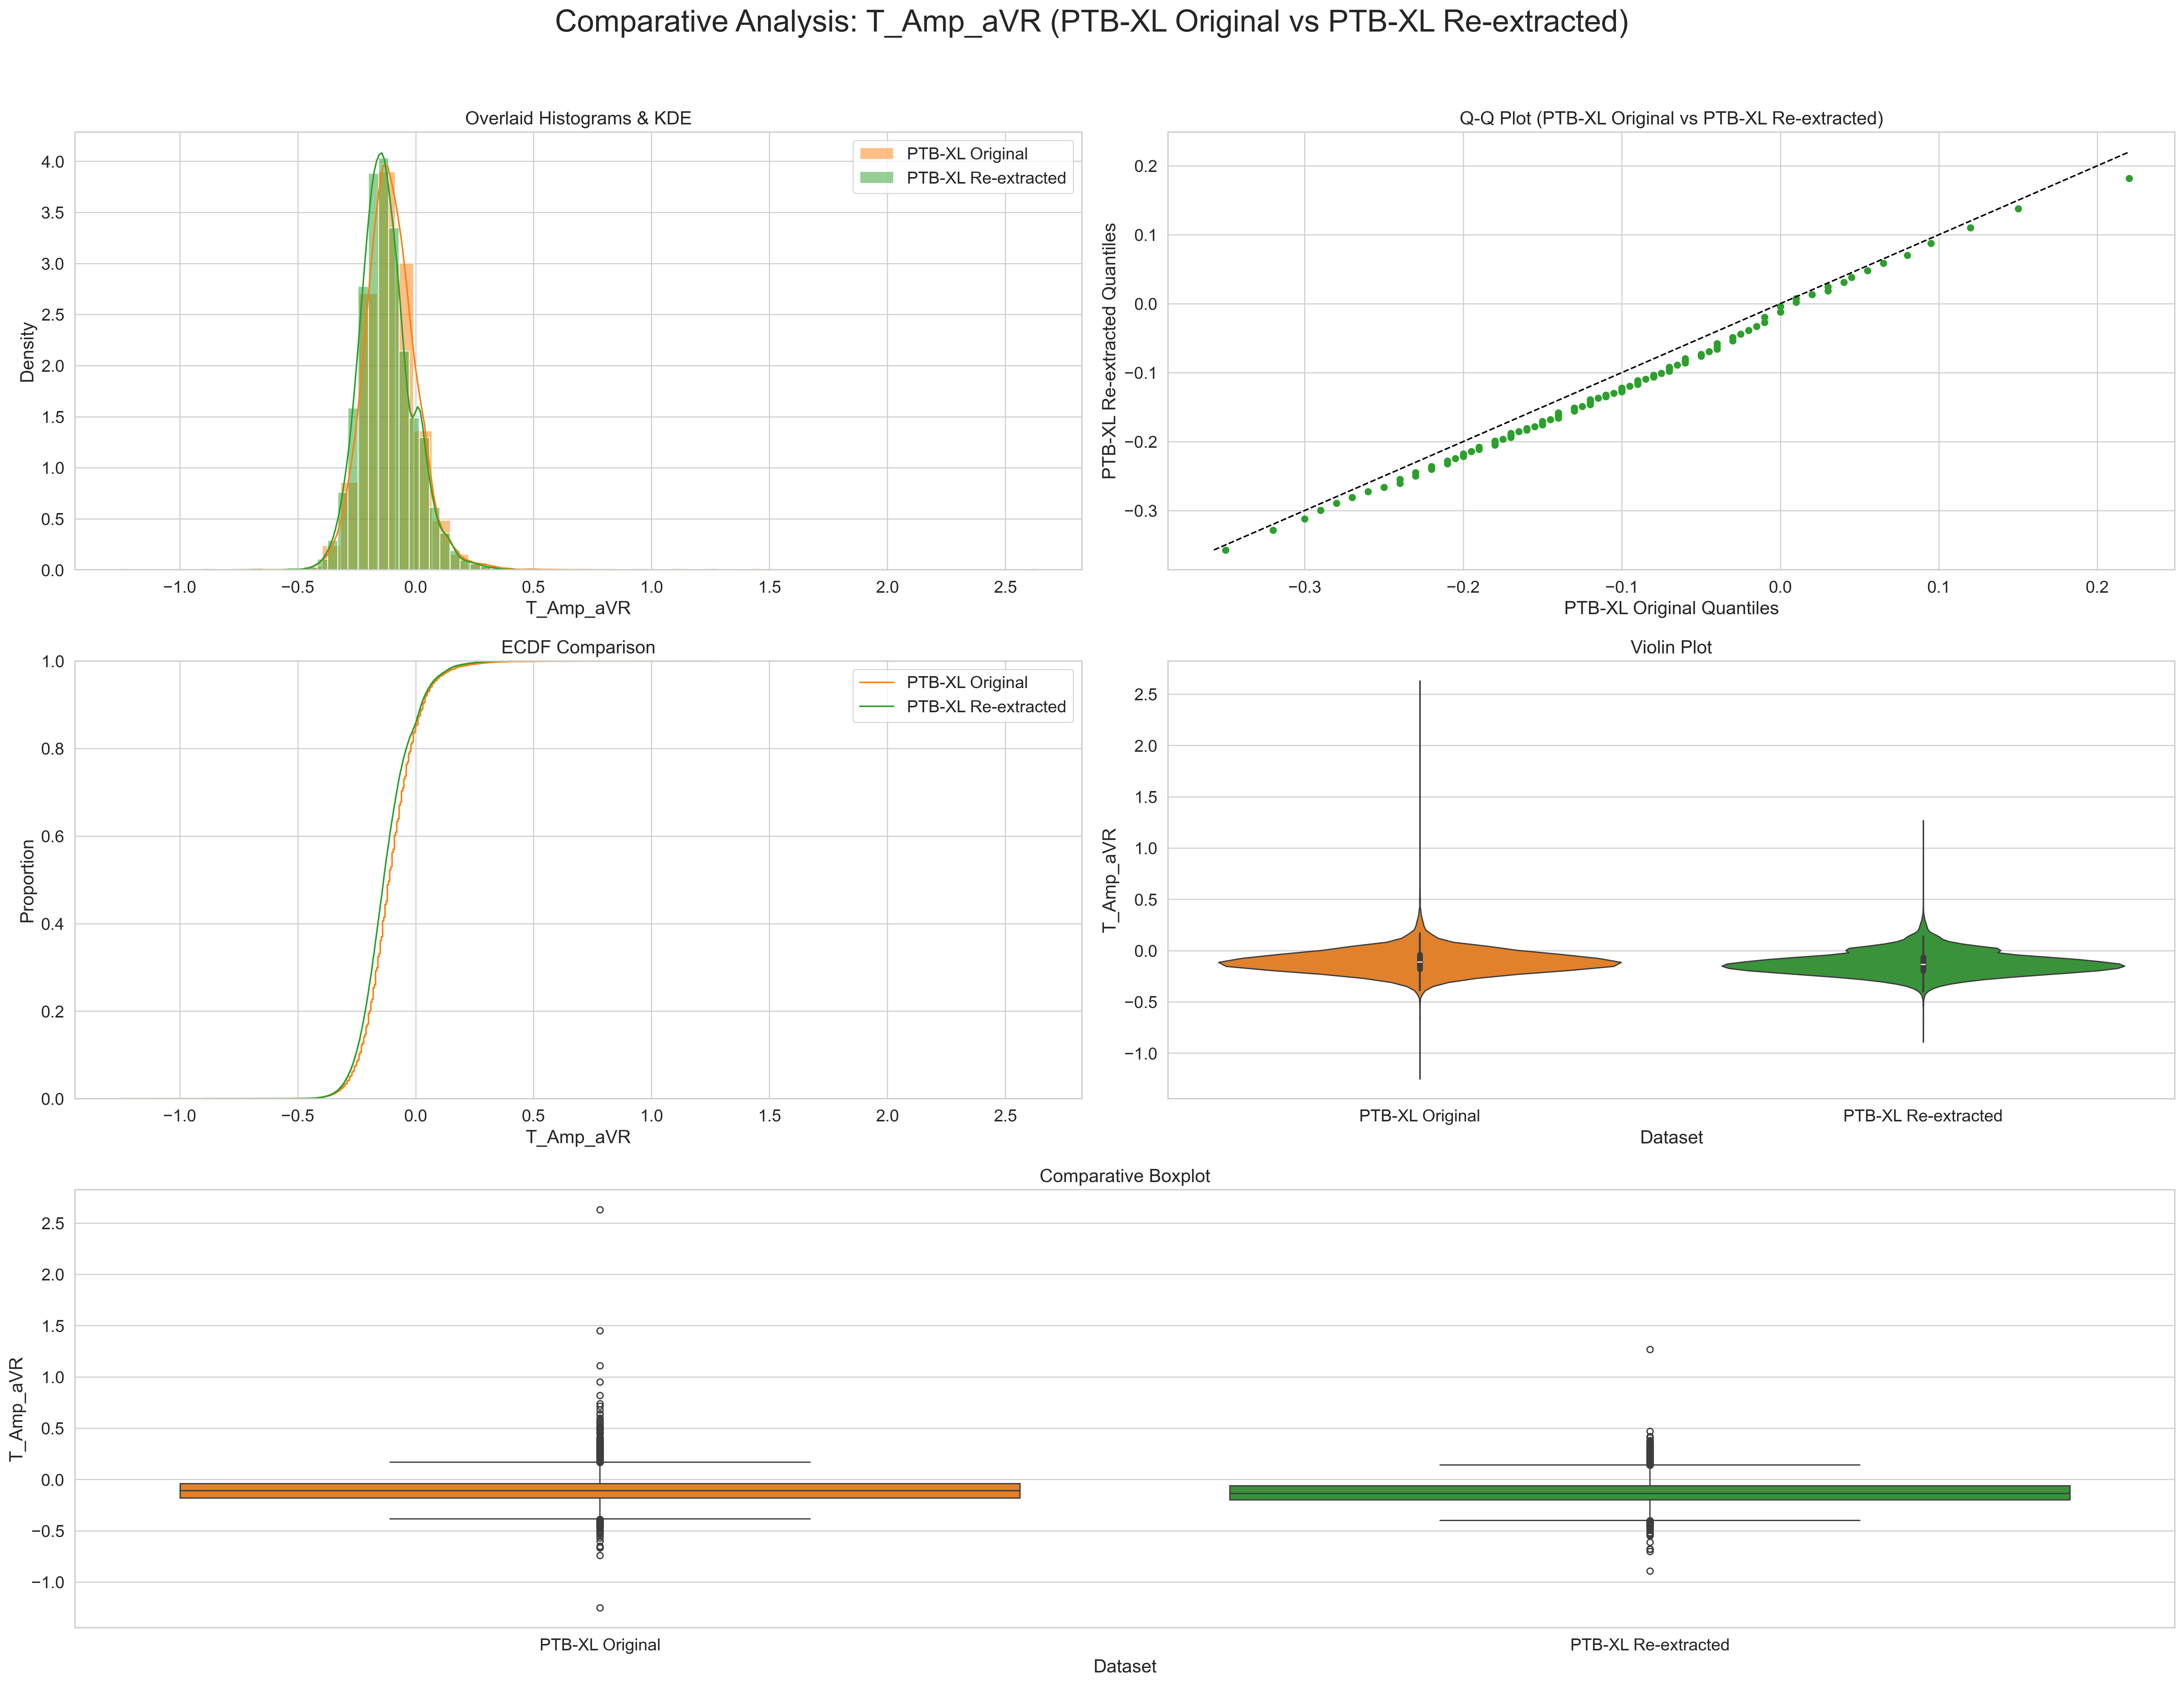 Comparative Analysis: T_Amp_aVR (PTB-XL Original vs PTB-XL Re-extracted)
Overlaid Histograms & KDE
Density
4.0
3.5
3.0
2.5
2.0
1.5
1.0
0.5
0.0
−1.0 −0.5 0.0 0.5 1.0 1.5 2.0 2.5
T_Amp_aVR
PTB-XL Original
PTB-XL Re-extracted
Q-Q Plot (PTB-XL Original vs PTB-XL Re-extracted)
PTB-XL Re-extracted Quantiles
0.2
0.1
0.0
−0.1
−0.2
−0.3
−0.3 −0.2 −0.1 0.0 0.1 0.2
PTB-XL Original Quantiles
ECDF Comparison
Proportion
1.0
0.8
0.6
0.4
0.2
0.0
−1.0 −0.5 0.0 0.5 1.0 1.5 2.0 2.5
T_Amp_aVR
PTB-XL Original
PTB-XL Re-extracted
Violin Plot
T_Amp_aVR
2.5
2.0
1.5
1.0
0.5
0.0
−0.5
−1.0
PTB-XL Original PTB-XL Re-extracted
Dataset
Comparative Boxplot
T_Amp_aVR
2.5
2.0
1.5
1.0
0.5
0.0
−0.5
−1.0
PTB-XL Original PTB-XL Re-extracted
Dataset